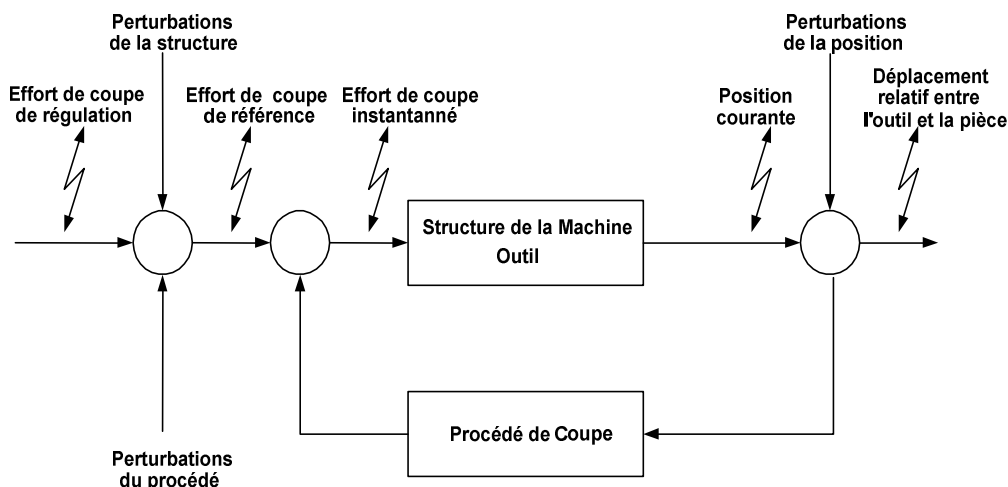 Perturbations
de la structure
Perturbations
de la position
Effort de coupe
de régulation
Effort de coupe
de référence
Effort de coupe
instantanné
Position
courante
Déplacement
relatif entre
l'outil et la pièce
Structure de la Machine
Outil
Procédé de Coupe
Perturbations
du procédé